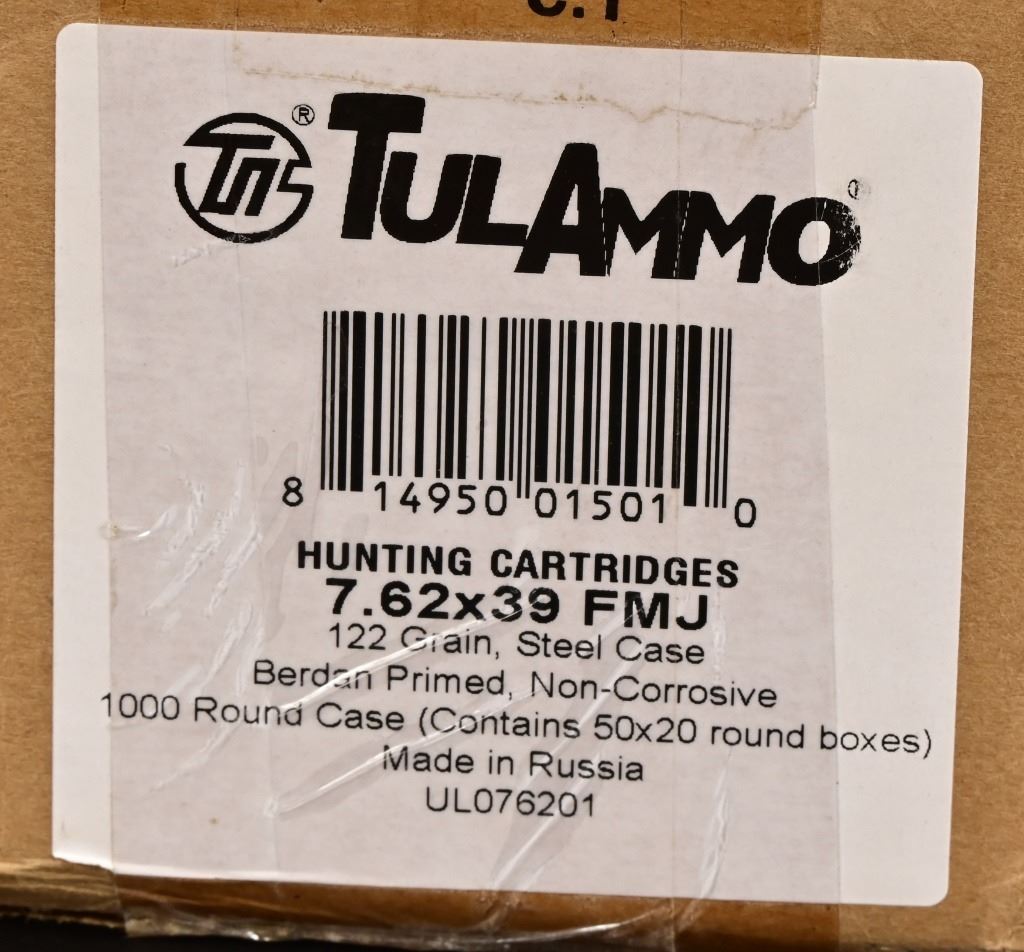 ®
TULAMMO
8 14950 01501 0
HUNTING CARTRIDGES
7.62x39 FMJ
122 Grain, Steel Case
Berdan Primed, Non-Corrosive
1000 Round Case (Contains 50x20 round boxes)
Made in Russia
UL076201